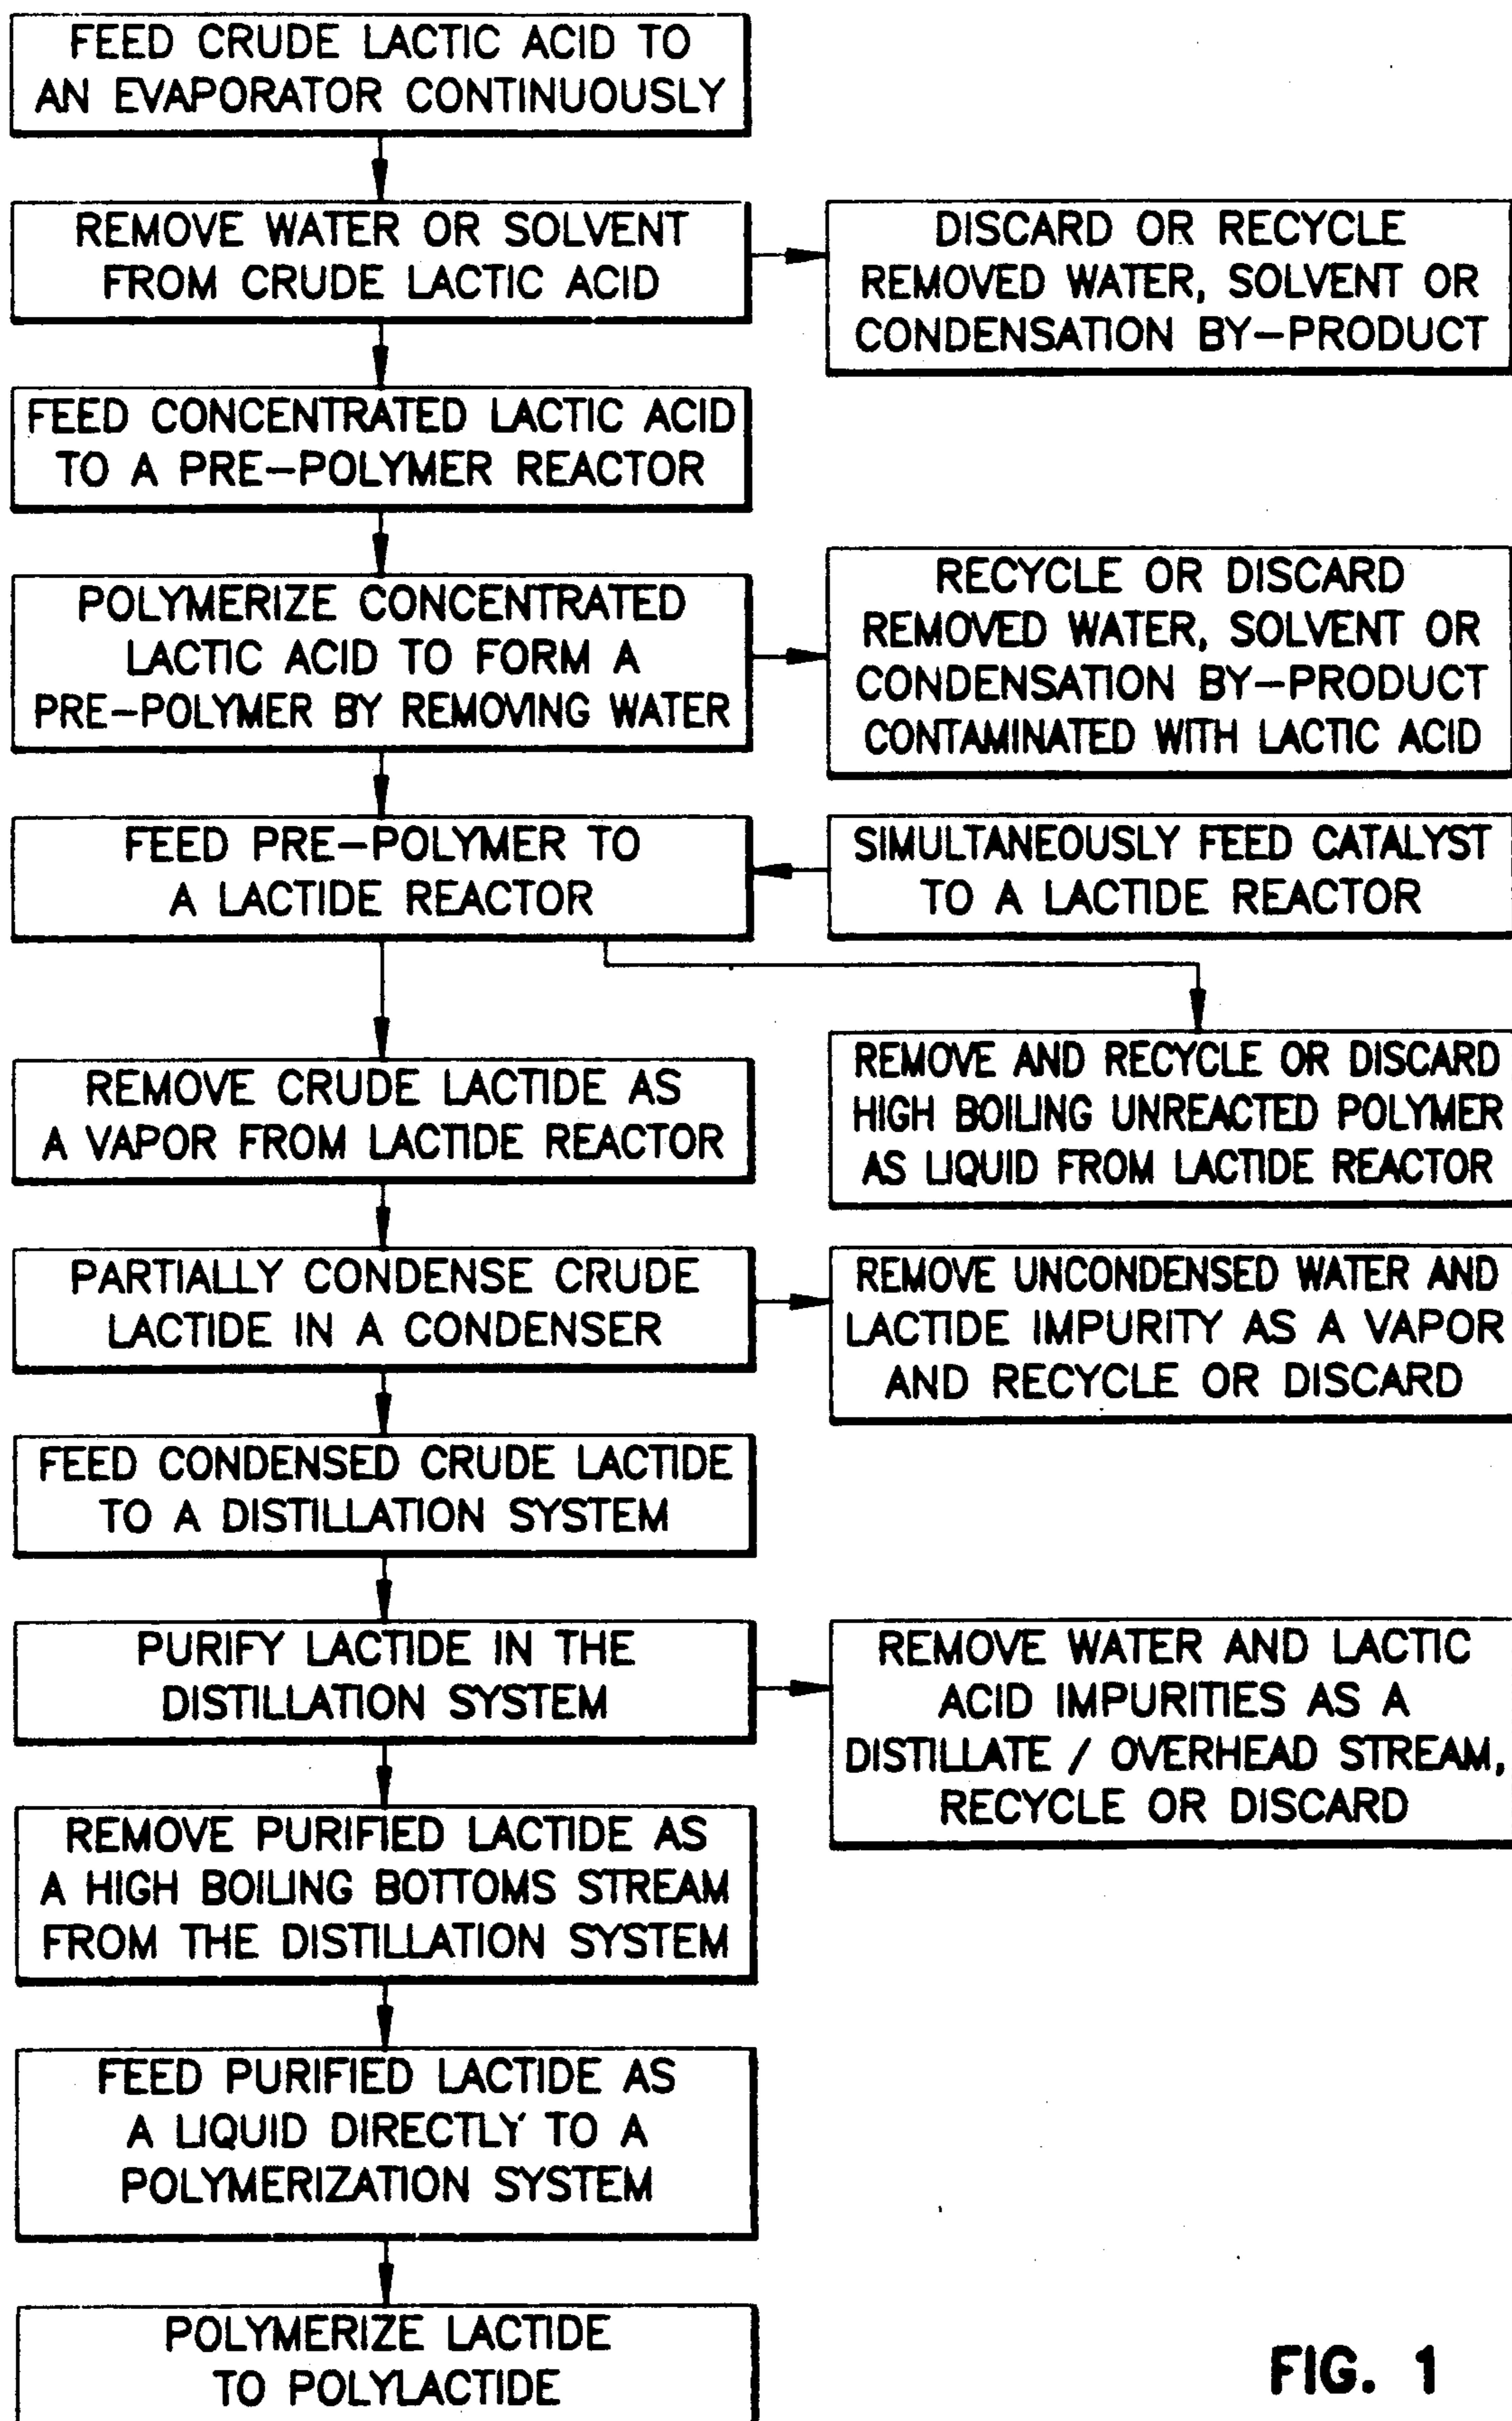 FEED CRUDE LACTIC ACID TO
AN EVAPORATOR CONTINUOUSLY
REMOVE WATER OR SOLVENT
FROM CRUDE LACTIC ACID
DISCARD OR RECYCLE
REMOVED WATER, SOLVENT OR
CONDENSATION BY-PRODUCT
FEED CONCENTRATED LACTIC ACID
TO A PRE-POLYMER REACTOR
POLYMERIZE CONCENTRATED
LACTIC ACID TO FORM A
PRE-POLYMER BY REMOVING WATER
RECYCLE OR DISCARD
REMOVED WATER, SOLVENT OR
CONDENSATION BY-PRODUCT
CONTAMINATED WITH LACTIC ACID
FEED PRE-POLYMER TO
A LACTIDE REACTOR
SIMULTANEOUSLY FEED CATALYST
TO A LACTIDE REACTOR
REMOVE CRUDE LACTIDE AS
A VAPOR FROM LACTIDE REACTOR
REMOVE AND RECYCLE OR DISCARD
HIGH BOILING UNREACTED POLYMER
AS LIQUID FROM LACTIDE REACTOR
PARTIALLY CONDENSE CRUDE
LACTIDE IN A CONDENSER
REMOVE UNCONDENSED WATER AND
LACTIDE IMPURITY AS A VAPOR
AND RECYCLE OR DISCARD
FEED CONDENSED CRUDE LACTIDE
TO A DISTILLATION SYSTEM
PURIFY LACTIDE IN THE
DISTILLATION SYSTEM
REMOVE WATER AND LACTIC
ACID IMPURITIES AS A
DISTILLATE / OVERHEAD STREAM,
RECYCLE OR DISCARD
REMOVE PURIFIED LACTIDE AS
A HIGH BOILING BOTTOMS STREAM
FROM THE DISTILLATION SYSTEM
FEED PURIFIED LACTIDE AS
A LIQUID DIRECTLY TO A
POLYMERIZATION SYSTEM
POLYMERIZE LACTIDE
TO POLYLACTIDE
FIG. 1